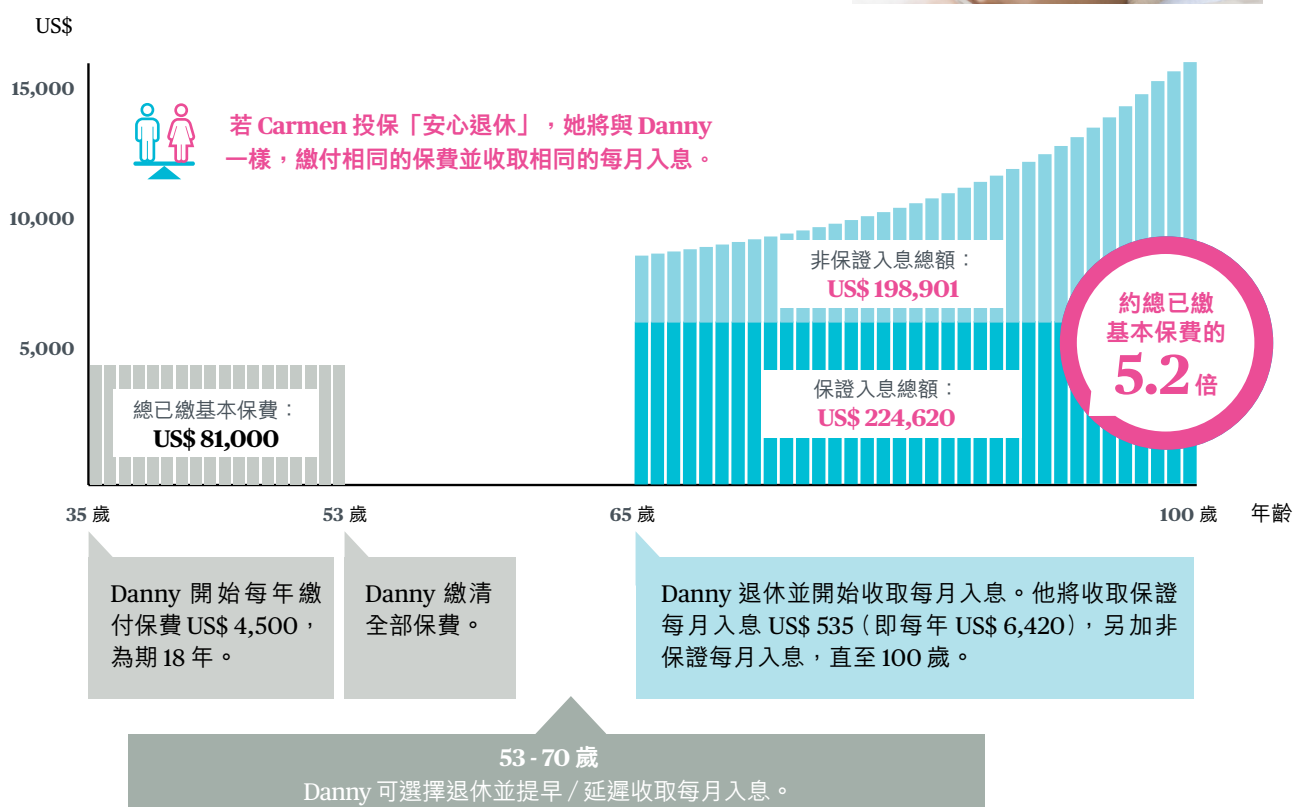 US$
15,000
10,000
5,000
若 Carmen 投保「安心退休」，她將與 Danny
一樣，繳付相同的保費並收取相同的每月入息。
非保證入息總額：
US$ 198,901
保證入息總額：
US$ 224,620
約總已繳
基本保費的
5.2 倍
總已繳基本保費：
US$ 81,000
35 歲
53 歲
65 歲
100 歲
年齡
Danny 開始每年繳
付保費 US$ 4,500，
為期 18 年。
Danny 繳清
全部保費。
Danny 退休並開始收取每月入息。他將收取保證
每月入息 US$ 535（即每年 US$ 6,420），另加非
保證每月入息，直至 100 歲。
53 - 70 歲
Danny 可選擇退休並提早 / 延遲收取每月入息。